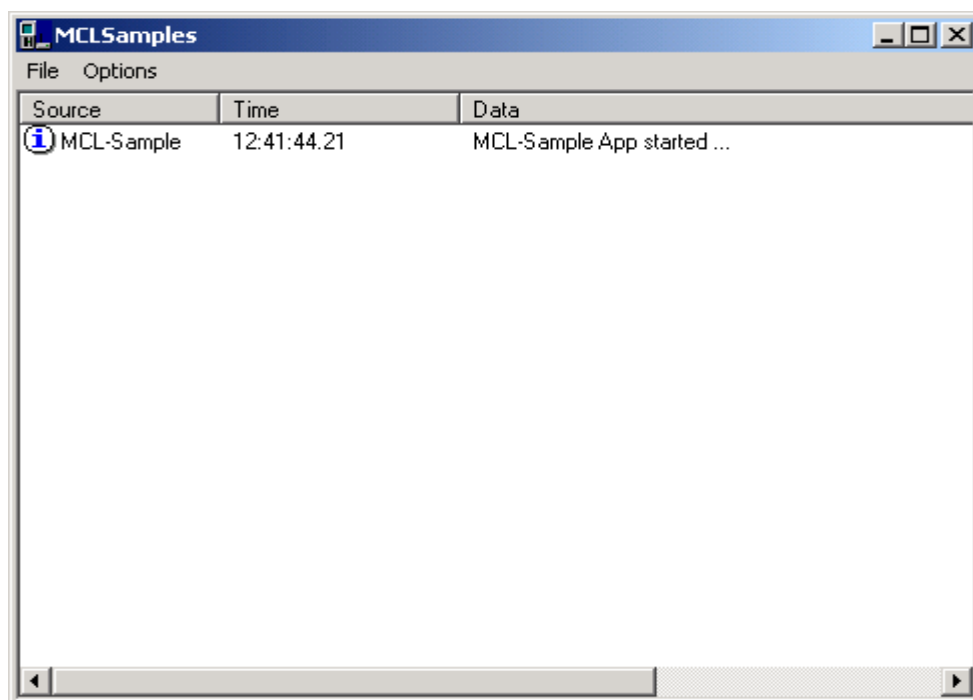 MCLSamples
File Options
Source Time Data
MCL-Sample 12:41:44.21 MCL-Sample App started ...